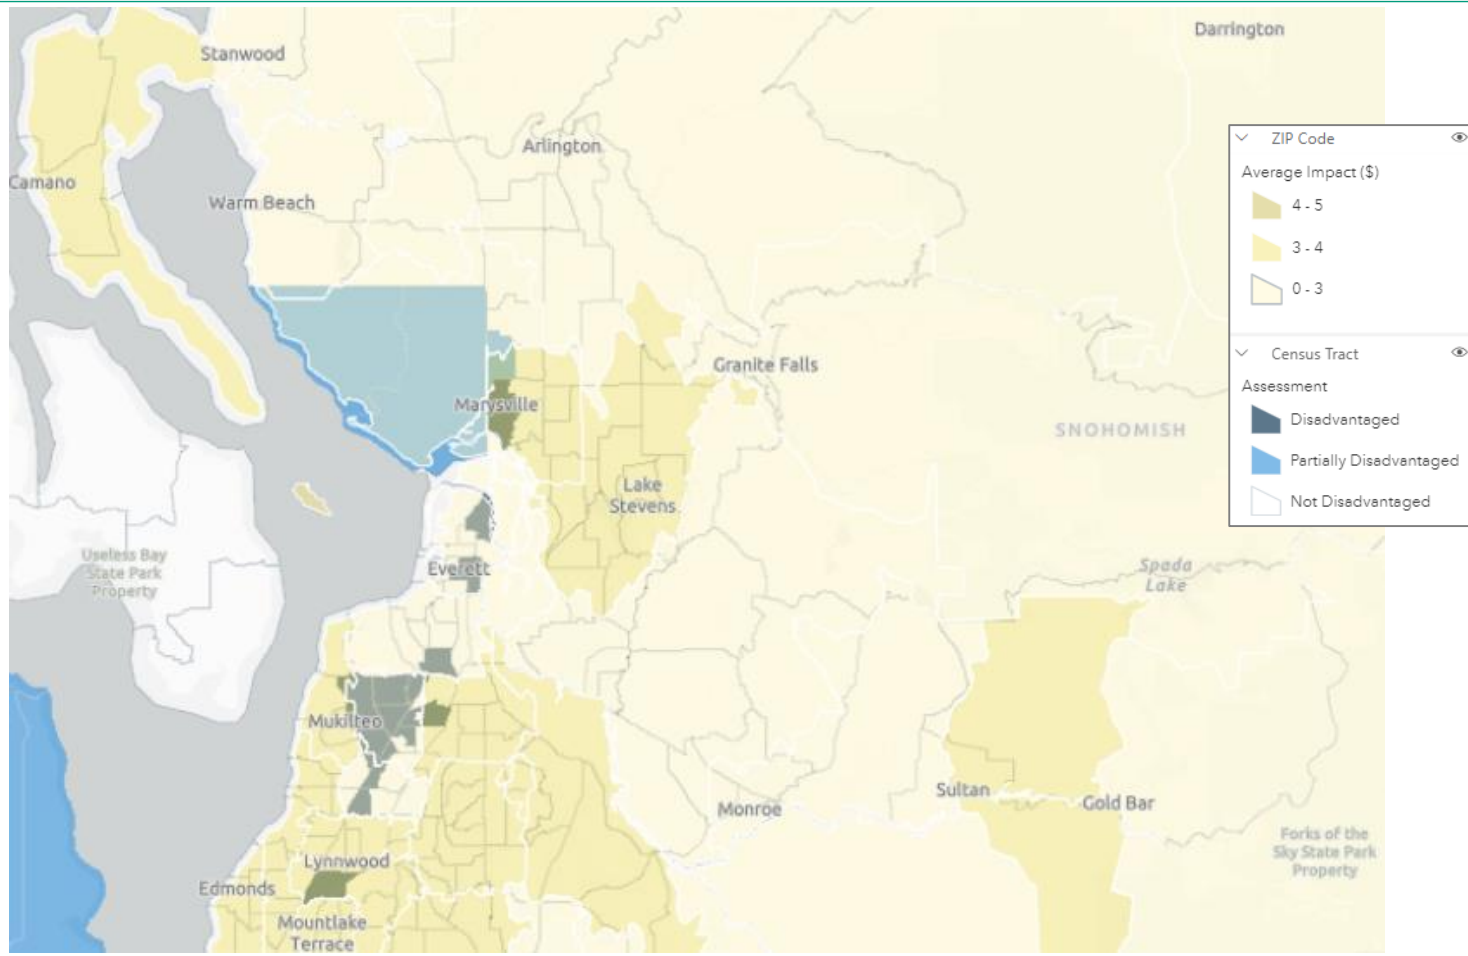 Darrington
Stanwood
Arlington
Camano
Warm Beach
ZIP Code
Average Impact ($)
4 - 5
3 - 4
0 - 3
Census Tract
Assessment
Disadvantaged
Partially Disadvantaged
Not Disadvantaged
Granite Falls
Marysville
SNOHOMISH
Lake
Stevens
Useless Bay
State Park
Property
Everett
Spada
Lake
Mukilteo
Sultan
Gold Bar
Monroe
Forks of the
Sky State Park
Property
Lynnwood
Edmonds
Mountlake
Terrace